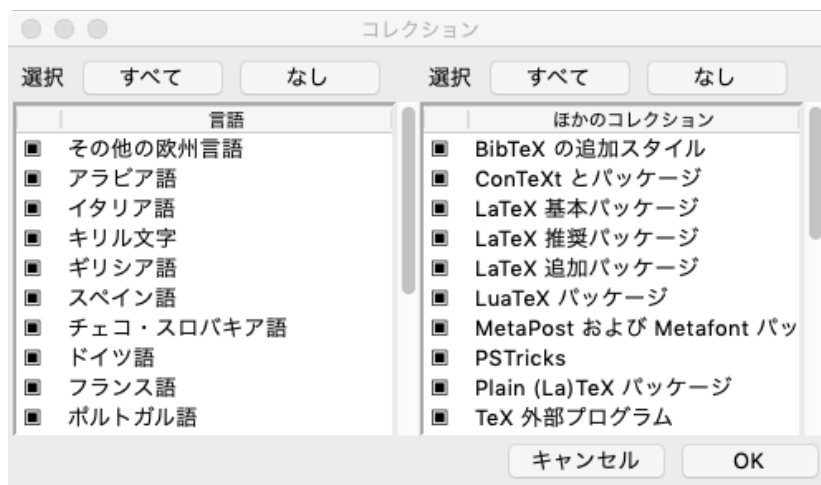 コレクション
選択 すべて なし
選択 すべて なし
言語
その他の欧州言語
アラビア語
イタリア語
キリル文字
ギリシア語
スペイン語
チェコ・スロバキア語
ドイツ語
フランス語
ポルトガル語
ほかのコレクション
BibTeX の追加スタイル
ConTeXt とパッケージ
LaTeX 基本パッケージ
LaTeX 推奨パッケージ
LaTeX 追加パッケージ
LuaTeX パッケージ
MetaPost および Metafont パッ
PSTricks
Plain (La)TeX パッケージ
TeX 外部プログラム
キャンセル OK